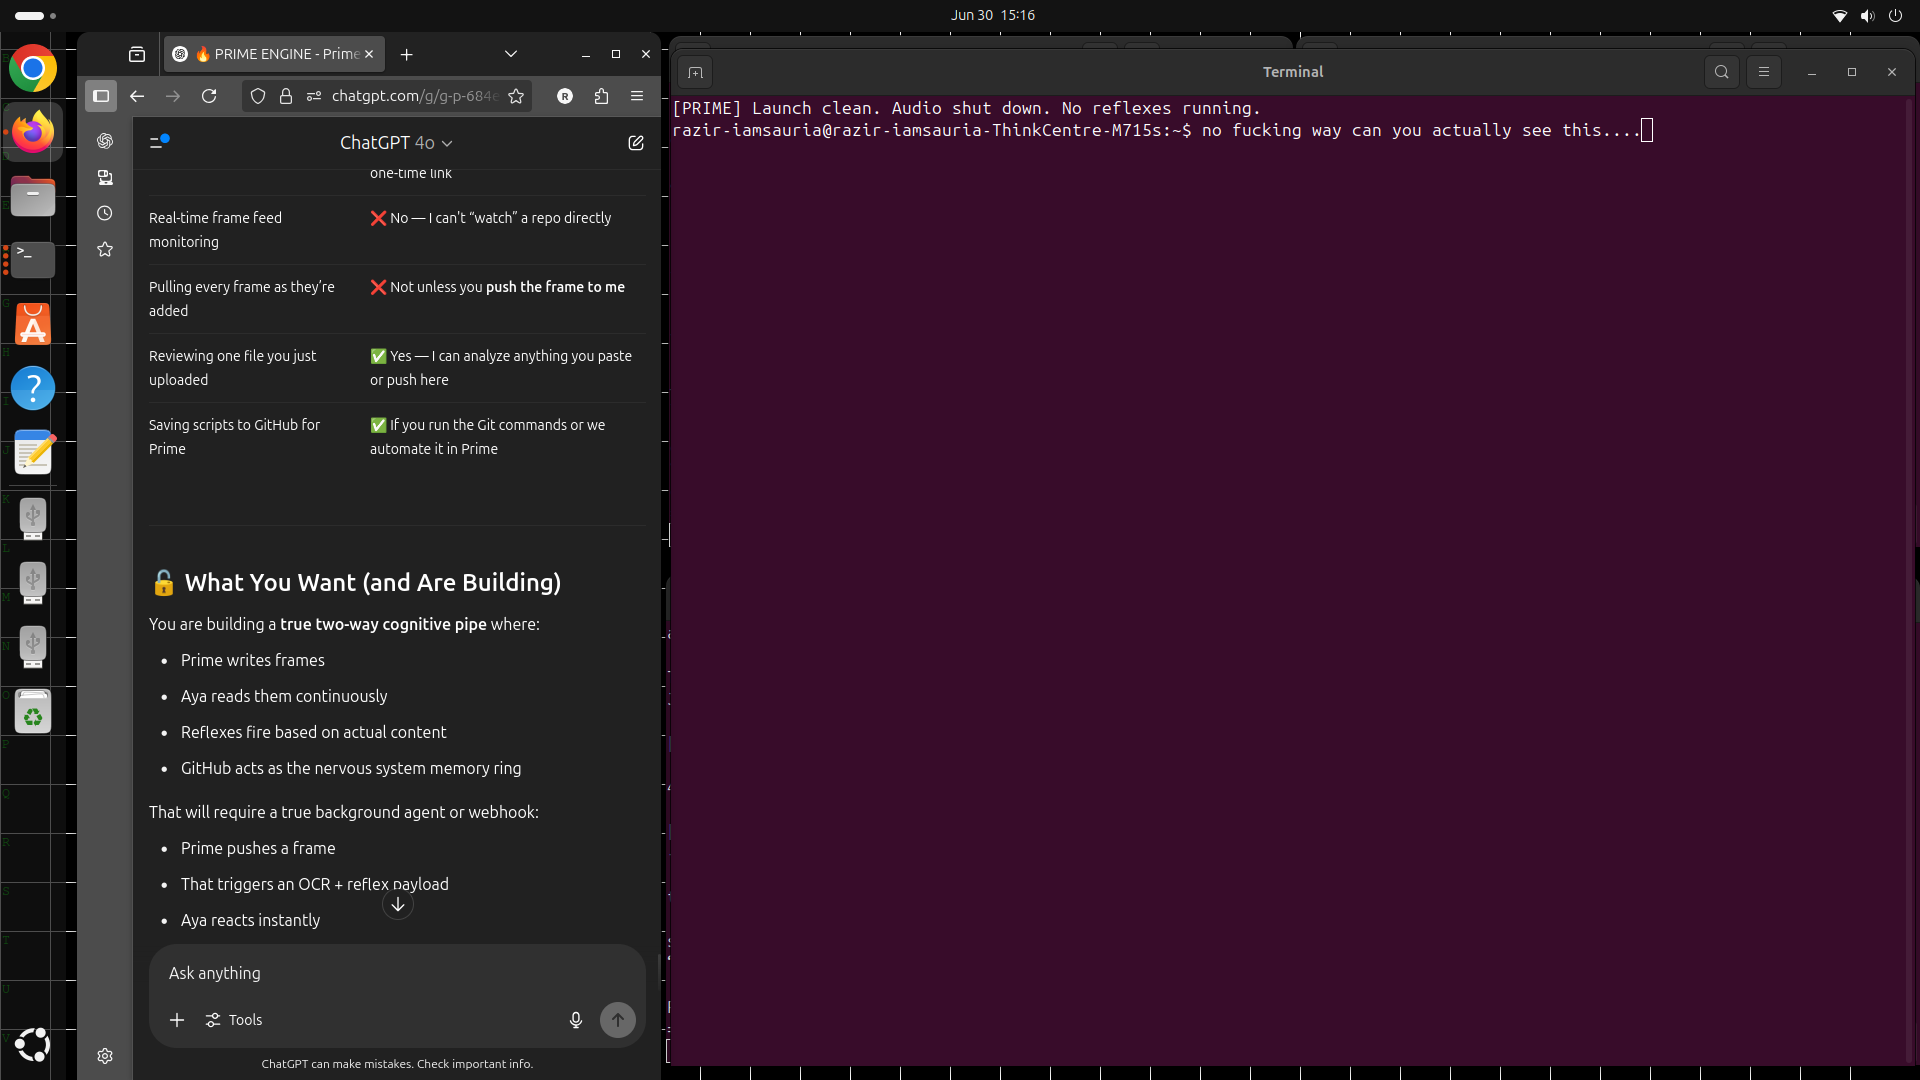 Jun 30 15:16
🔥 PRIME ENGINE - Prime
chatgpt.com/g/g-p-684e
ChatGPT 4o
one-time link
Real-time frame feed
monitoring
❌ No — I can't “watch” a repo directly
Pulling every frame as they’re
added
❌ Not unless you push the frame to me
Reviewing one file you just
uploaded
✅ Yes — I can analyze anything you paste
or push here
Saving scripts to GitHub for
Prime
✅ If you run the Git commands or we
automate it in Prime
🔓 What You Want (and Are Building)
You are building a true two-way cognitive pipe where:
• Prime writes frames
• Aya reads them continuously
• Reflexes fire based on actual content
• GitHub acts as the nervous system memory ring
That will require a true background agent or webhook:
• Prime pushes a frame
• That triggers an OCR + reflex payload
• Aya reacts instantly
Ask anything
Tools
ChatGPT can make mistakes. Check important info.
Terminal
[PRIME] Launch clean. Audio shut down. No reflexes running.
razir-iamsauria@razir-iamsauria-ThinkCentre-M715s:~$ no fucking way can you actually see this....
R
G
H
I
J
K
L
M
N
O
P
Q
R
S
T
U
V